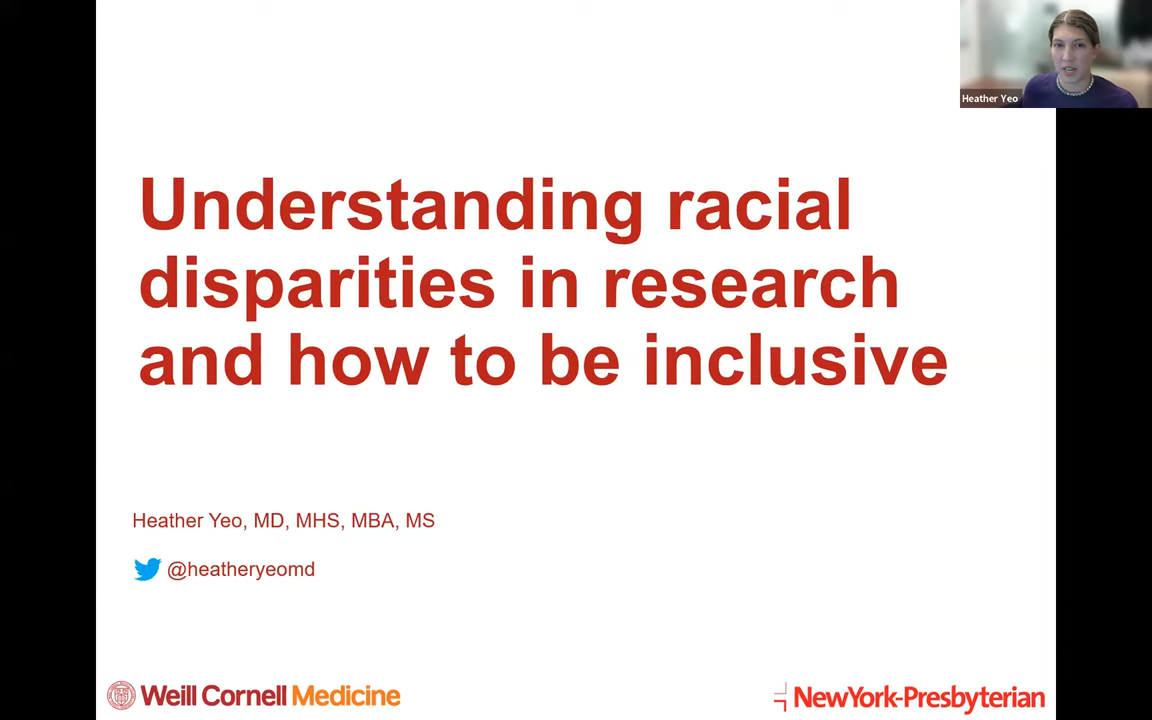 Heather Yeo
Understanding racial
disparities in research
and how to be inclusive
Heather Yeo, MD, MHS, MBA, MS
@heatheryeomd
Weill Cornell Medicine
NewYork-Presbyterian